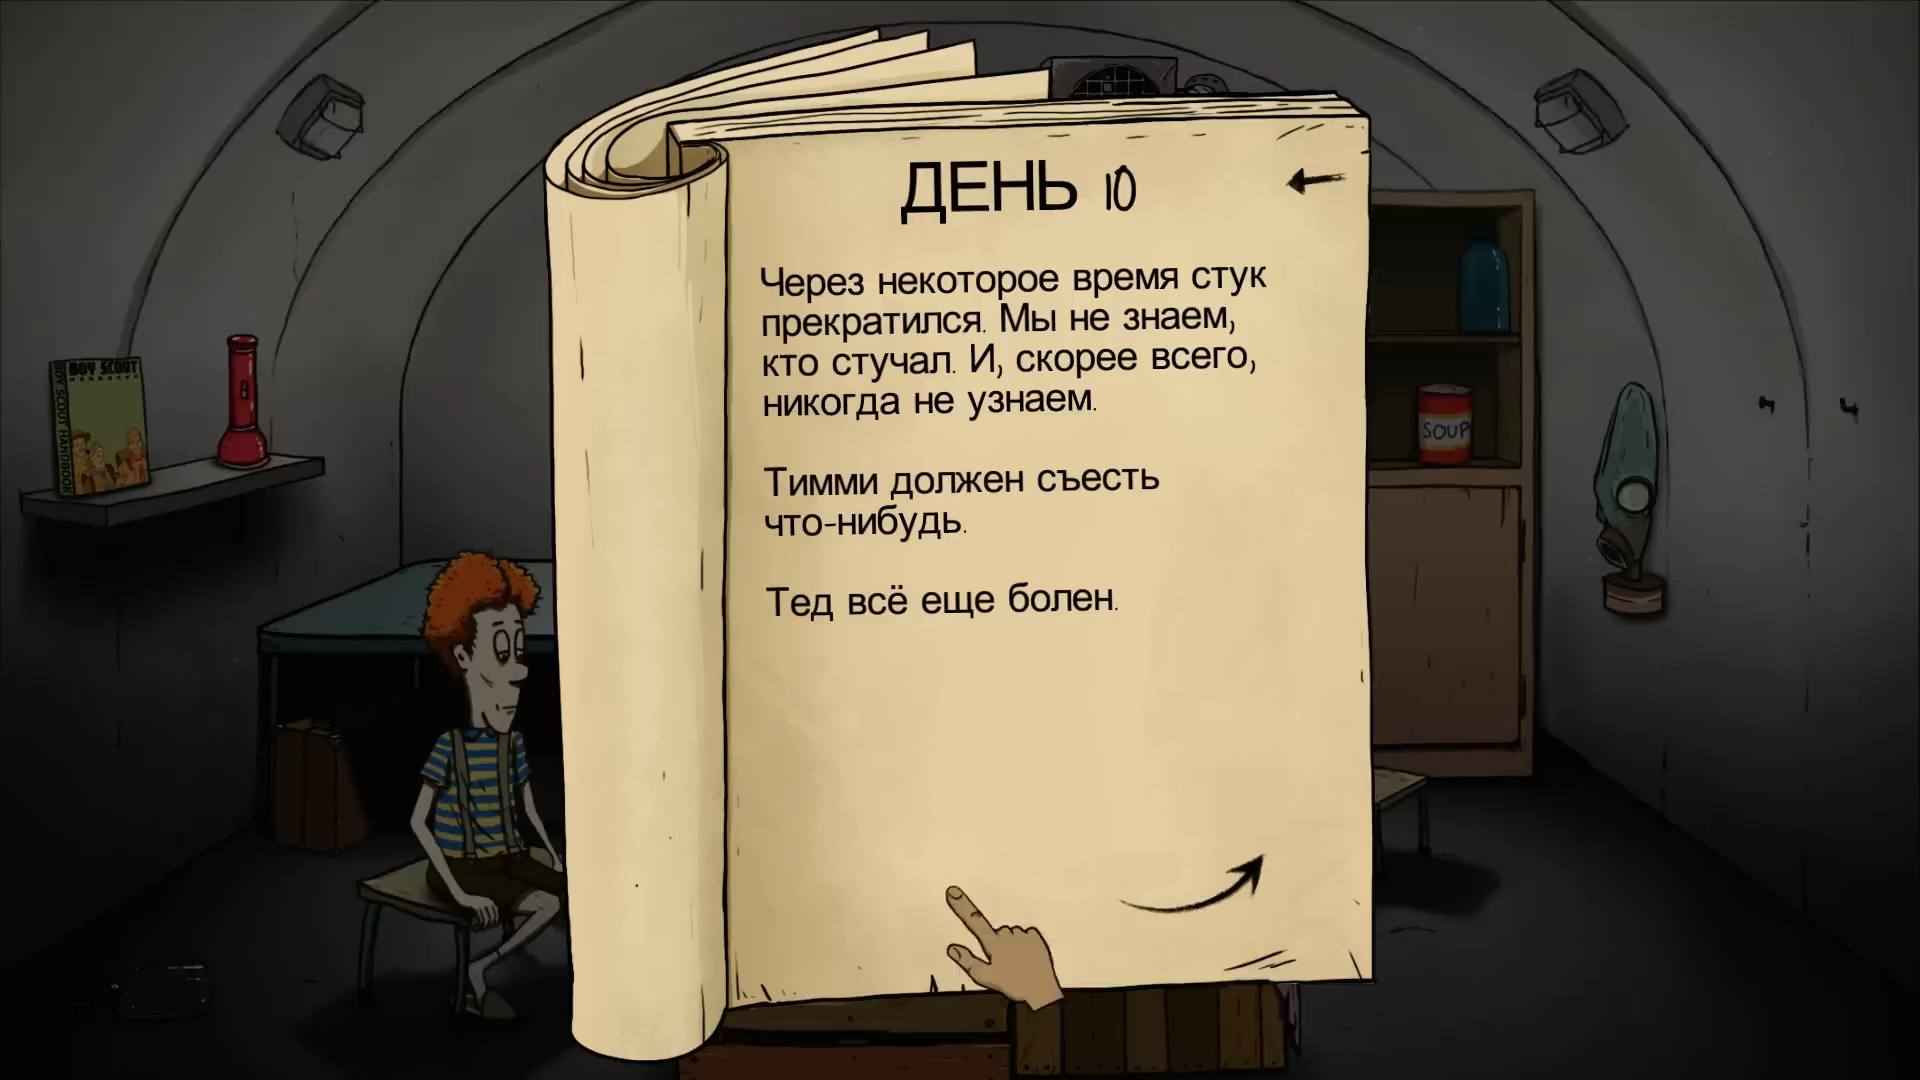 ДЕНЬ 10
Через некоторое время стук
прекратился. Мы не знаем,
кто стучал. И, скорее всего,
никогда не узнаем.
Тимми должен съесть
что-нибудь.
Тед всё еще болен.
BOY SCOUT
BOY SCOUT HANDBOOK
SOUP